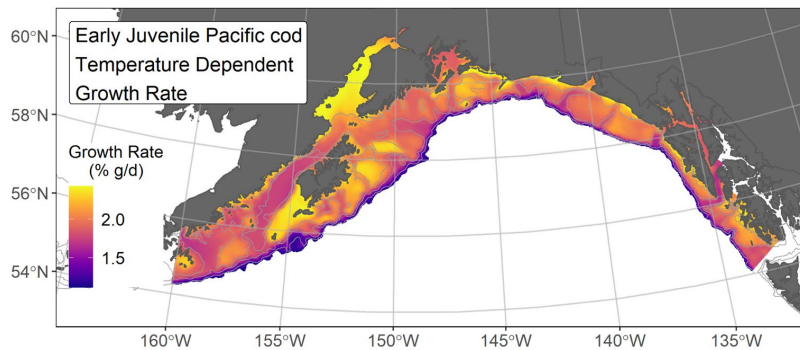 Early Juvenile Pacific cod
Temperature Dependent
Growth Rate
Growth Rate
(% g/d)
2.0
1.5
60°N
58°N
56°N
54°N
160°W
155°W
150°W
145°W
140°W
135°W